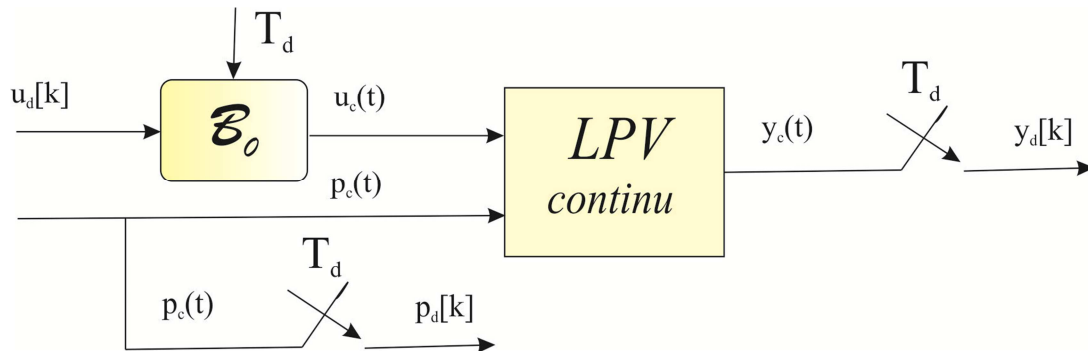 T_d
u_d[k]
B_0
u_c(t)
p_c(t)
LPV
continu
y_c(t)
T_d
y_d[k]
T_d
p_c(t)
p_d[k]